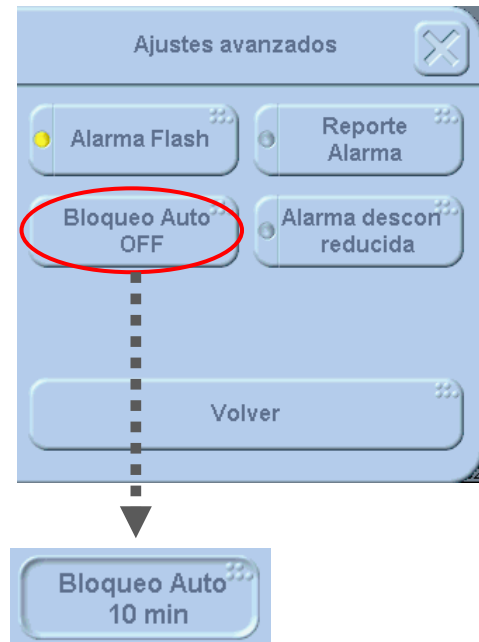 Ajustes avanzados
Alarma Flash
Reporte
Alarma
Bloqueo Auto
OFF
Alarma descon
reducida
Volver
Bloqueo Auto
10 min